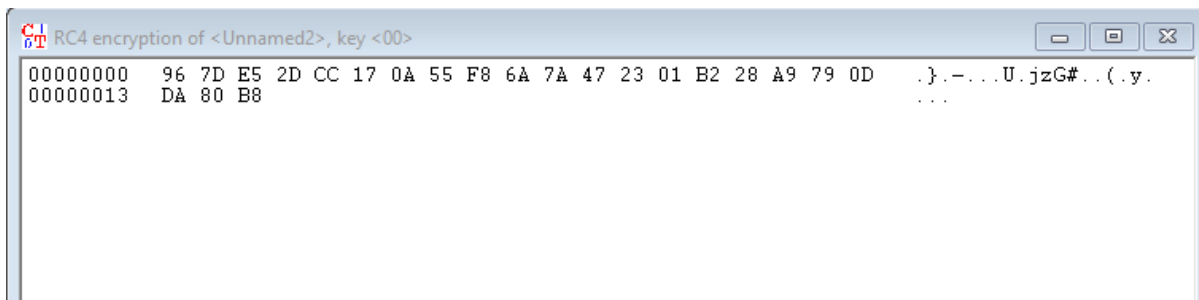 RC4 encryption of <Unnamed2>, key <00>
00000000 96 7D E5 2D CC 17 0A 55 F8 6A 7A 47 23 01 B2 28 A9 79 0D .}.-...U.jzG#..(.y.
00000013 DA 80 B8 ...